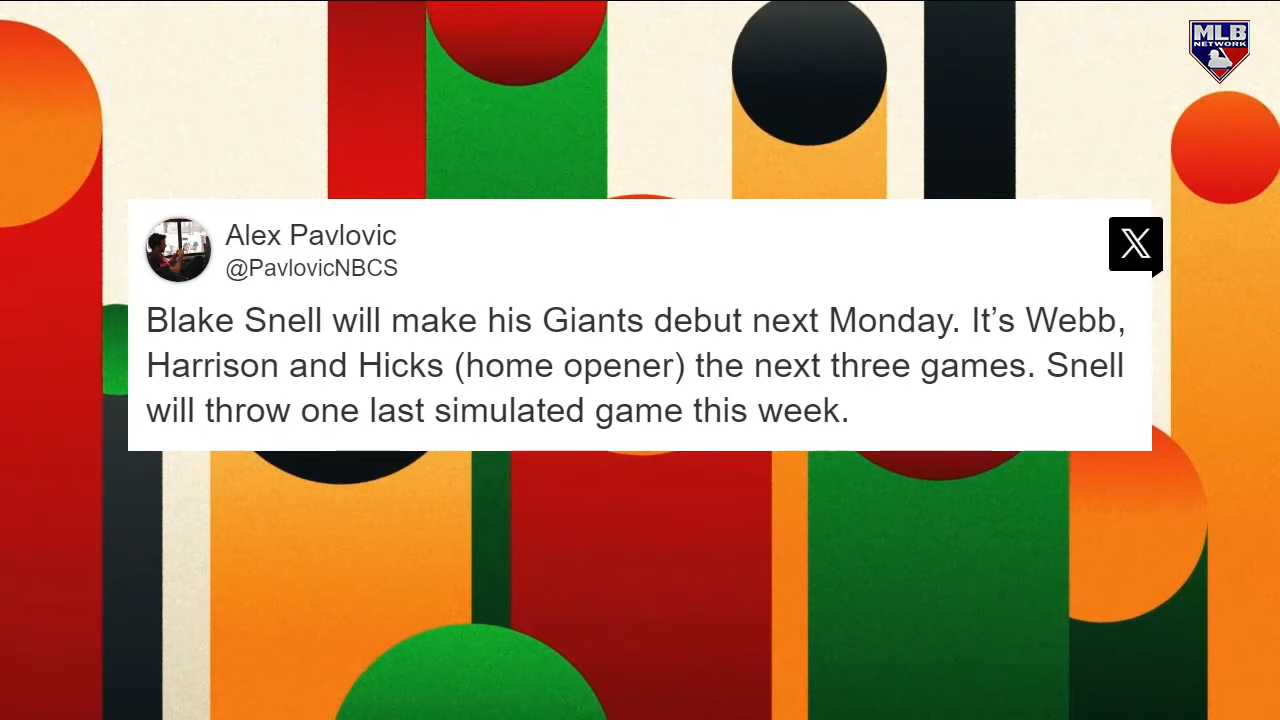 MLB
NETWORK
Alex Pavlovic
@PavlovicNBCS
Blake Snell will make his Giants debut next Monday. It’s Webb,
Harrison and Hicks (home opener) the next three games. Snell
will throw one last simulated game this week.